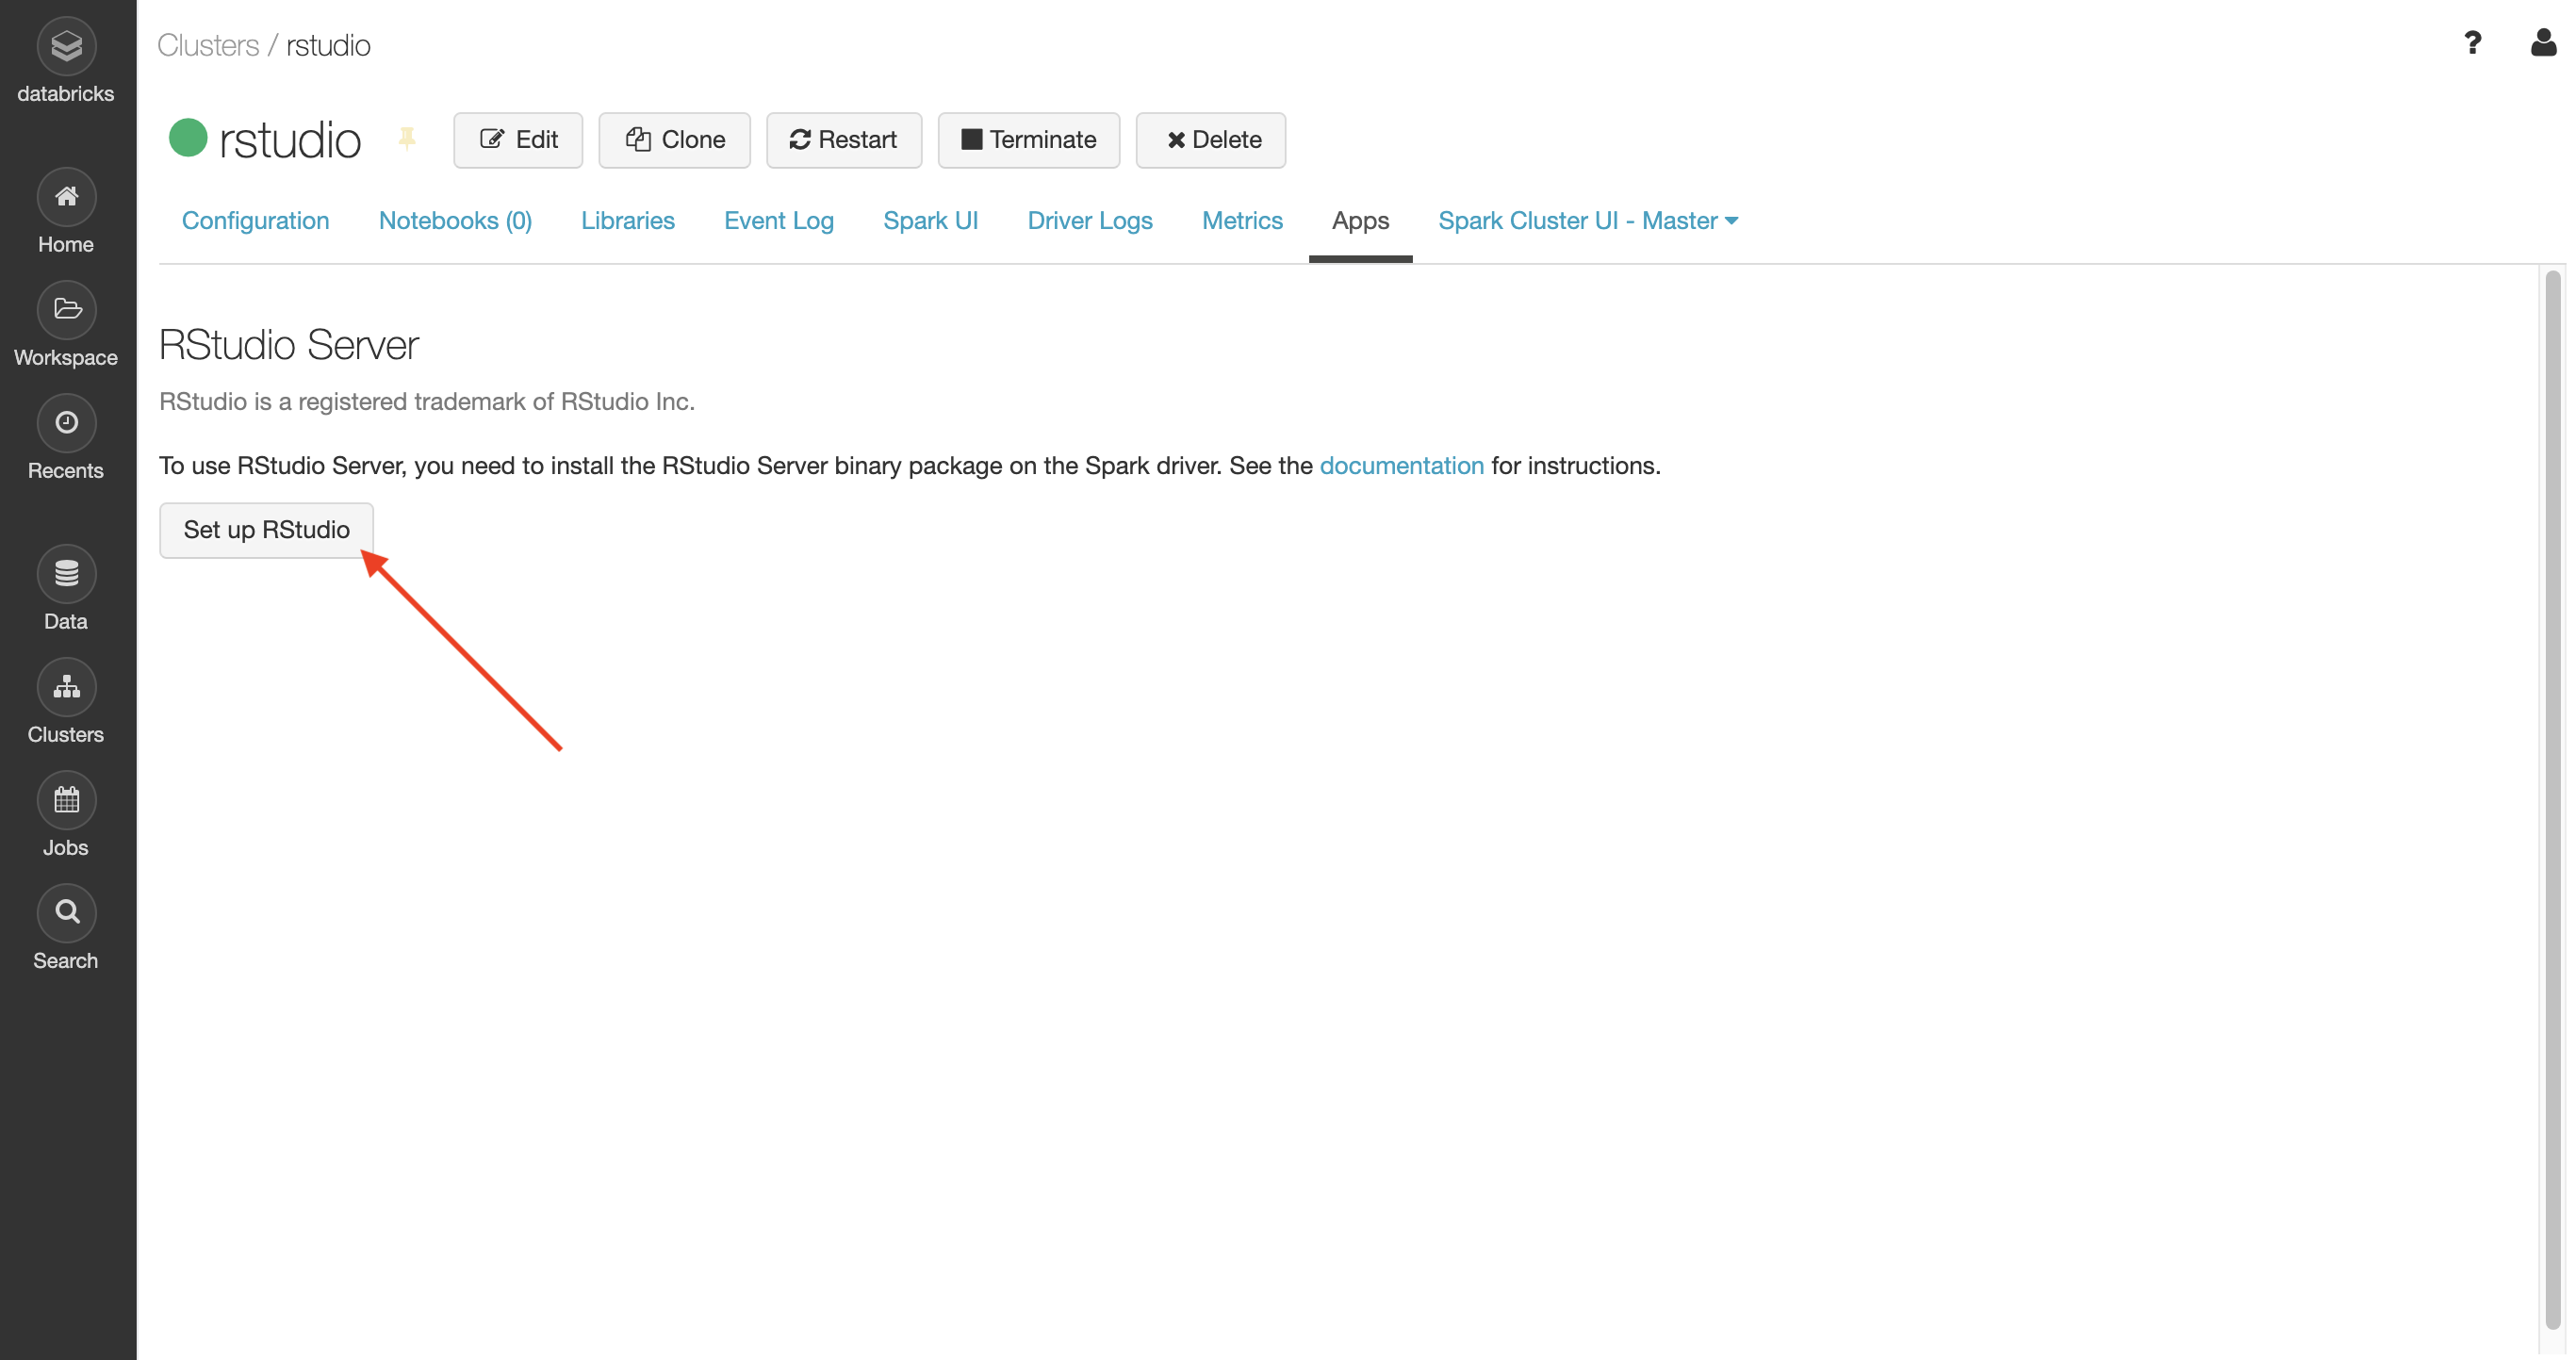 databricks
Home
Workspace
Recents
Data
Clusters
Jobs
Search
Clusters / rstudio
?
rstudio
Edit Clone Restart Terminate Delete
Configuration Notebooks (0) Libraries Event Log Spark UI Driver Logs Metrics Apps Spark Cluster UI - Master
RStudio Server
RStudio is a registered trademark of RStudio Inc.
To use RStudio Server, you need to install the RStudio Server binary package on the Spark driver. See the documentation for instructions.
Set up RStudio